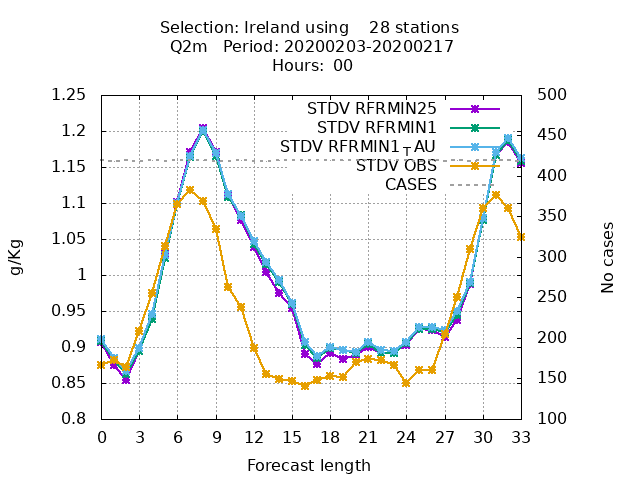 Selection: Ireland using    28 stations
Q2m   Period: 20200203-20200217
Hours:  00
STDV RFRMIN25
STDV RFRMIN1
STDV RFRMIN1┬AU
STDV OBS
CASES
g/Kg
1.25
1.2
1.15
1.1
1.05
1
0.95
0.9
0.85
0.8
500
450
400
350
300
250
200
150
100
No cases
0 3 6 9 12 15 18 21 24 27 30 33
Forecast length